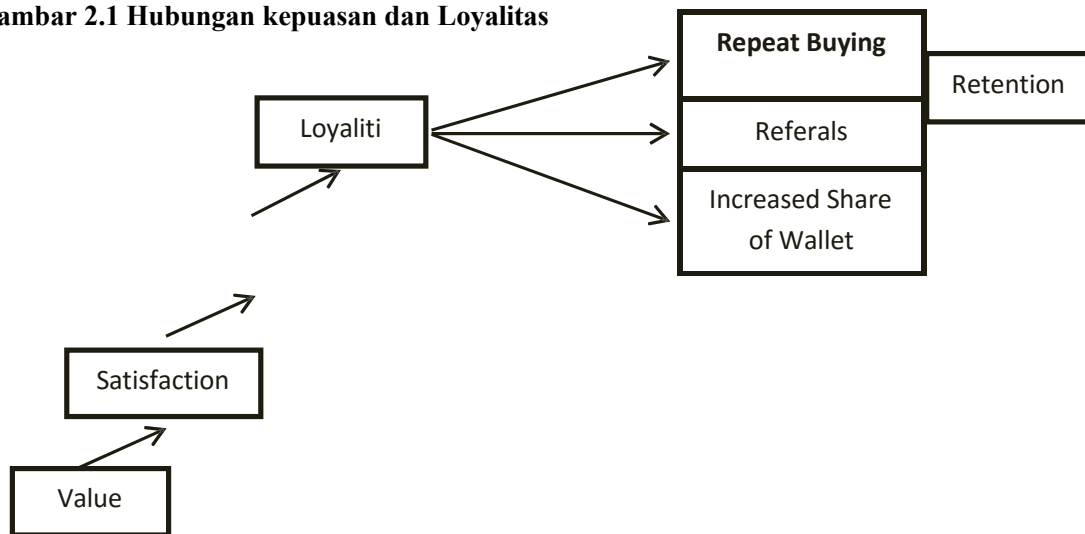 ambar 2.1 Hubungan kepuasan dan Loyalitas
Repeat Buying
Retention
Loyaliti
Referals
Increased Share
of Wallet
Satisfaction
Value